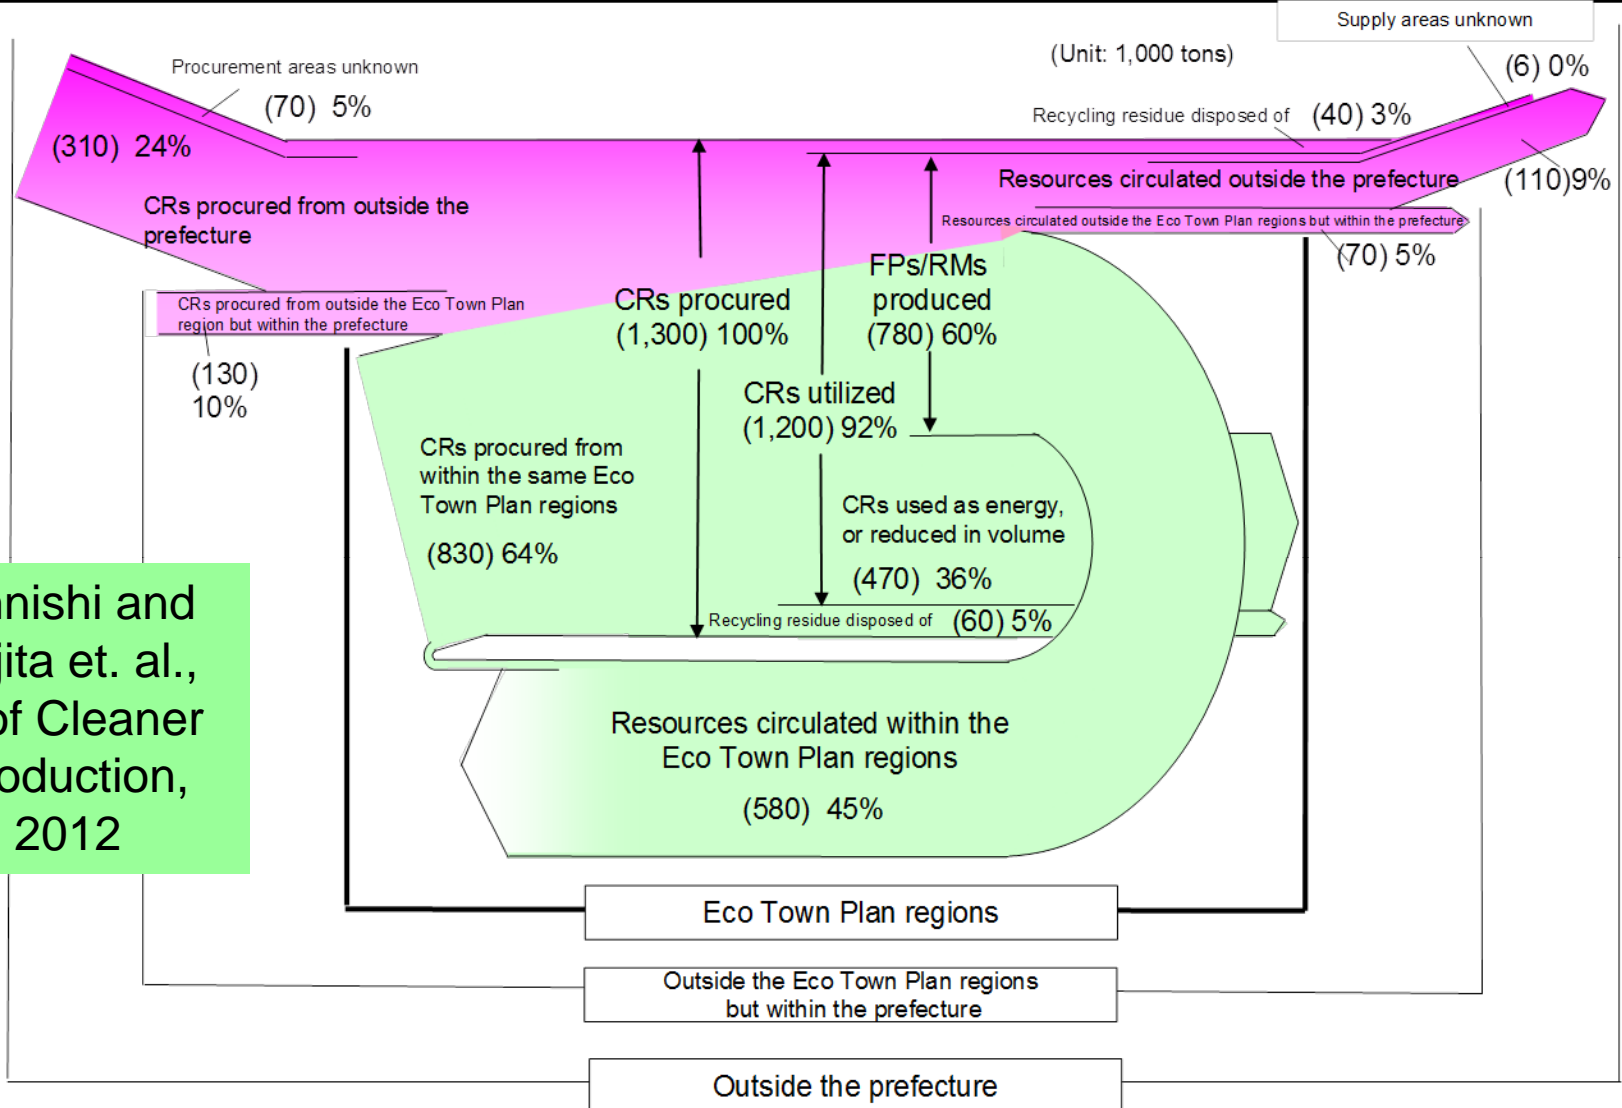 Supply areas unknown
(Unit: 1,000 tons)
(6) 0%
Procurement areas unknown
(70) 5%
Recycling residue disposed of
(40) 3%
(310) 24%
Resources circulated outside the prefecture
(110)9%
CRs procured from outside the
prefecture
Resources circulated outside the Eco Town Plan regions but within the prefecture
(70) 5%
CRs procured from outside the Eco Town Plan
region but within the prefecture
(130)
10%
CRs procured
(1,300) 100%
FPs/RMs
produced
(780) 60%
CRs utilized
(1,200) 92%
CRs procured from
within the same Eco
Town Plan regions
(830) 64%
CRs used as energy,
or reduced in volume
(470) 36%
Recycling residue disposed of
(60) 5%
nishi and
ita et. al.,
of Cleaner
oduction,
2012
Resources circulated within the
Eco Town Plan regions
(580) 45%
Eco Town Plan regions
Outside the Eco Town Plan regions
but within the prefecture
Outside the prefecture